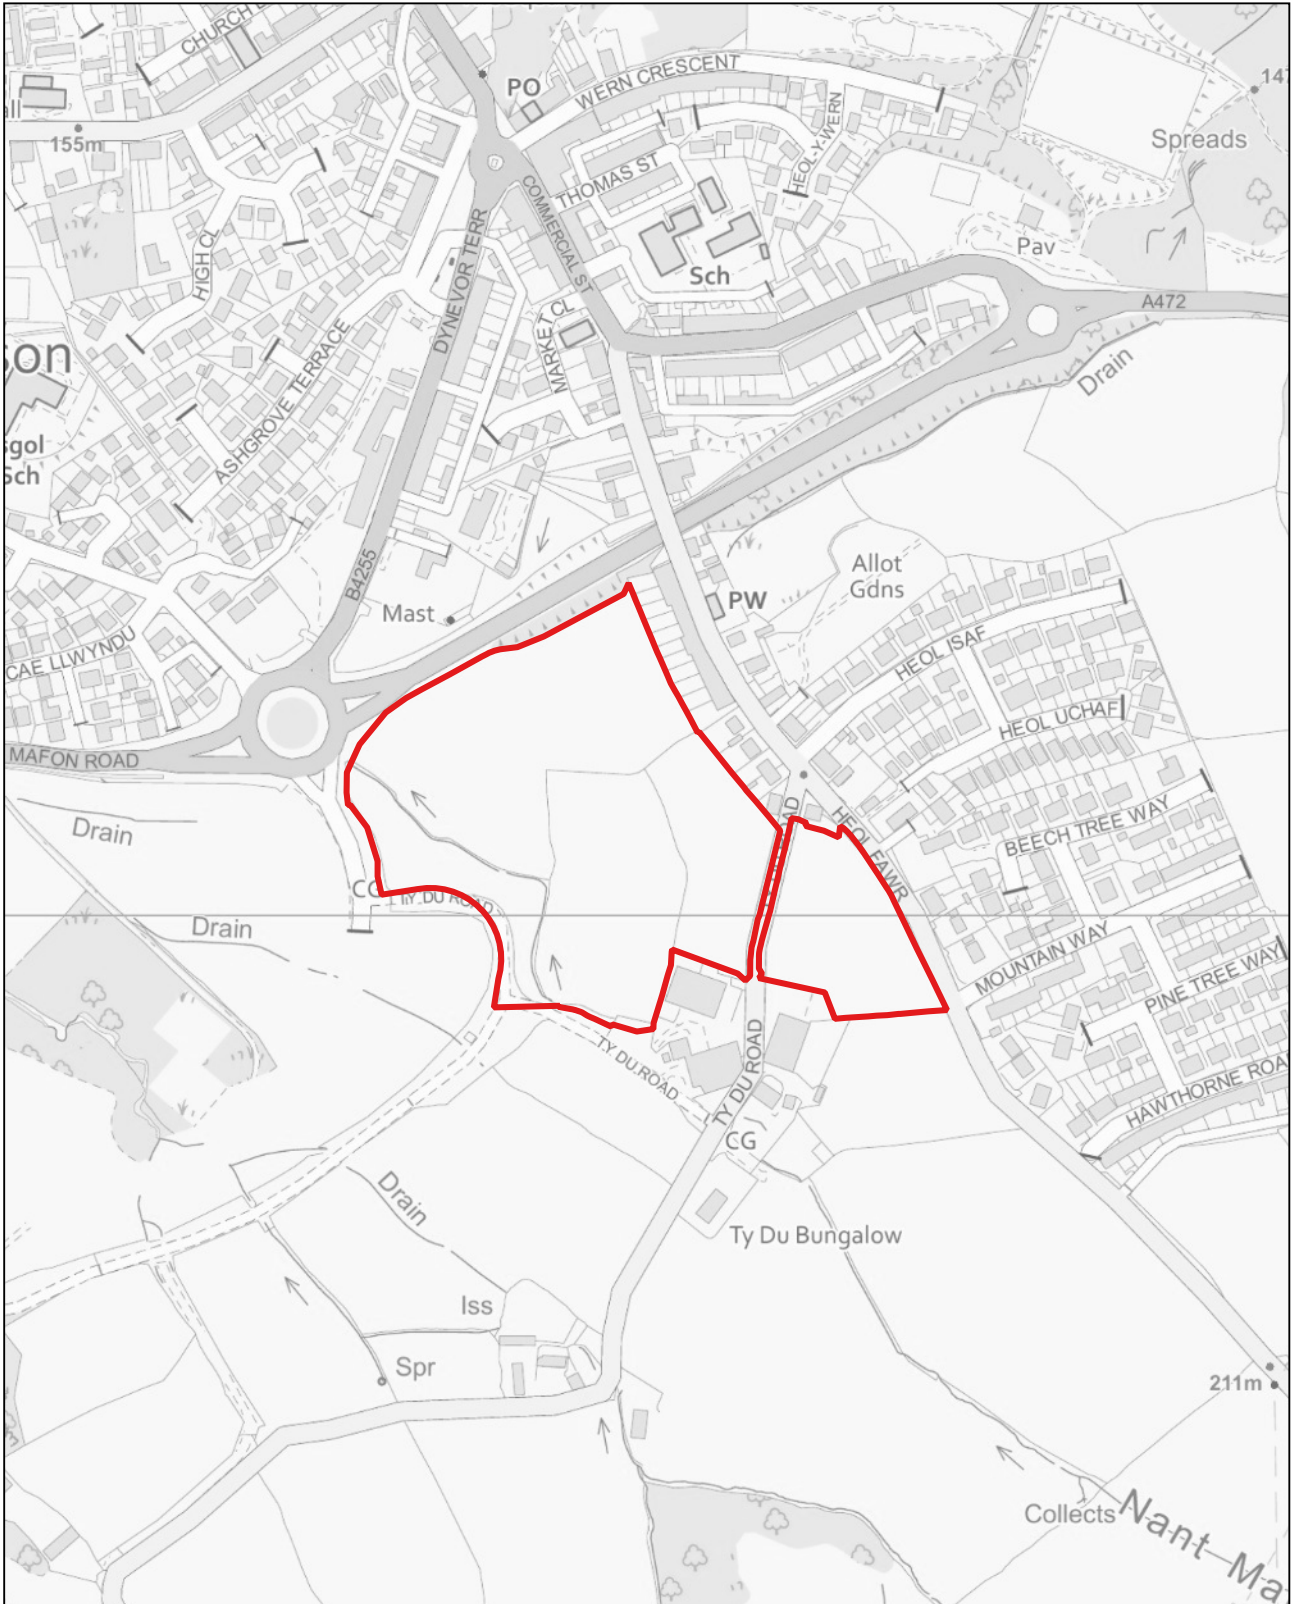 CHURCH
PO
WERN CRESCENT
all
155m
147
Spreads
HEOL-Y-WERN
THOMAS ST
COMMERCIAL ST
HIGH CL
DYNEVOR TERR
Sch
Pav
A472
MARKET CL
son
ASHGROVE TERRACE
Drain
sgol
Sch
B4255
Allot
Gdns
Mast
PW
CAE LLWYNDU
HEOL ISAF
HEOL UCHAF
MAFON ROAD
ROAD
HEOL FAWR
BEECH TREE WAY
Drain
CG
TY DU ROAD
Drain
MOUNTAIN WAY
PINE TREE WAY
TY DU ROAD
TY DU ROAD
HAWTHORNE ROA
CG
Drain
Ty Du Bungalow
Iss
Spr
211m
Collects
Nant Ma